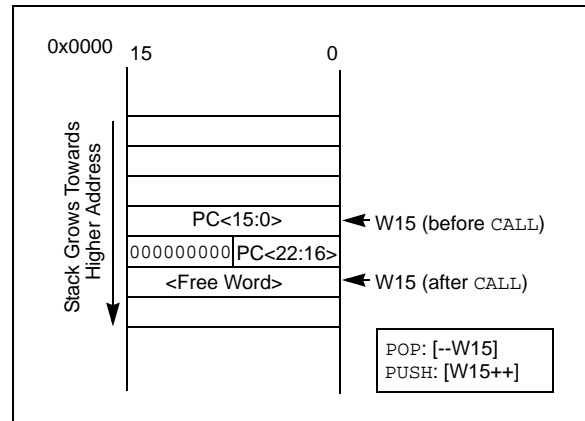 0x0000
15 0
Stack Grows Towards
Higher Address
PC<15:0>
W15 (before CALL)
000000000 PC<22:16>
<Free Word>
W15 (after CALL)
POP: [--W15]
PUSH: [W15++]